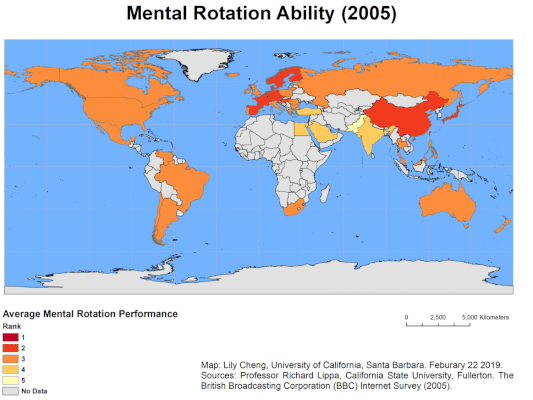 Mental Rotation Ability (2005)
Average Mental Rotation Performance
Rank
1
2
3
4
5
No Data
0 2,500 5,000 Kilometers
Map: Lily Cheng, University of California, Santa Barbara. Feburary 22 2019.
Sources: Professor Richard Lippa, California State University, Fullerton. The
British Broadcasting Corporation (BBC) Internet Survey (2005).